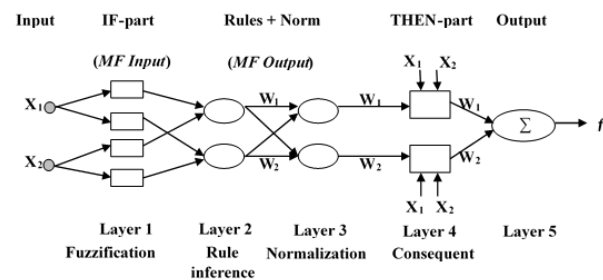 Input IF-part Rules + Norm THEN-part Output
(MF Input) (MF Output) X1 X2
X1 W1 W1 W1
Σ f
X2 W2 W2 W2
X1 X2
Layer 1 Layer 2 Layer 3 Layer 4 Layer 5
Fuzzification Rule Normalization Consequent
inference